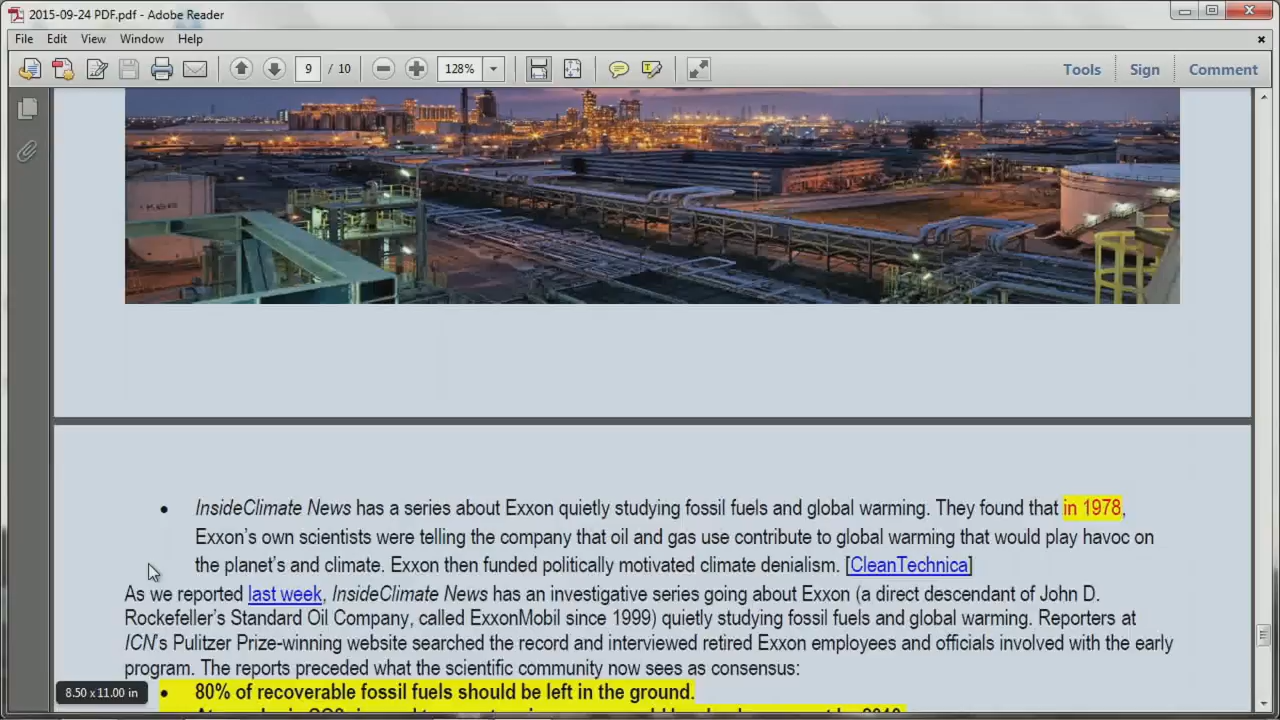 2015-09-24 PDF.pdf - Adobe Reader
File Edit View Window Help
9 / 10 128% Tools Sign Comment
• InsideClimate News has a series about Exxon quietly studying fossil fuels and global warming. They found that in 1978,
Exxon's own scientists were telling the company that oil and gas use contribute to global warming that would play havoc on
the planet's and climate. Exxon then funded politically motivated climate denialism. [CleanTechnica]
As we reported last week, InsideClimate News has an investigative series going about Exxon (a direct descendant of John D.
Rockefeller's Standard Oil Company, called ExxonMobil since 1999) quietly studying fossil fuels and global warming. Reporters at
ICN's Pulitzer Prize-winning website searched the record and interviewed retired Exxon employees and officials involved with the early
program. The reports preceded what the scientific community now sees as consensus:
8.50 x 11.00 in
• 80% of recoverable fossil fuels should be left in the ground.